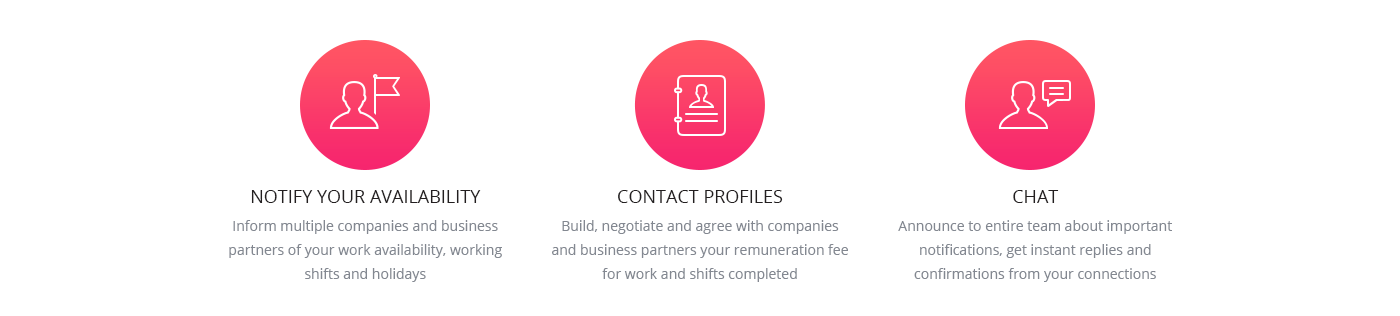 NOTIFY YOUR AVAILABILITY
Inform multiple companies and business
partners of your work availability, working
shifts and holidays
CONTACT PROFILES
Build, negotiate and agree with companies
and business partners your remuneration fee
for work and shifts completed
CHAT
Announce to entire team about important
notifications, get instant replies and
confirmations from your connections